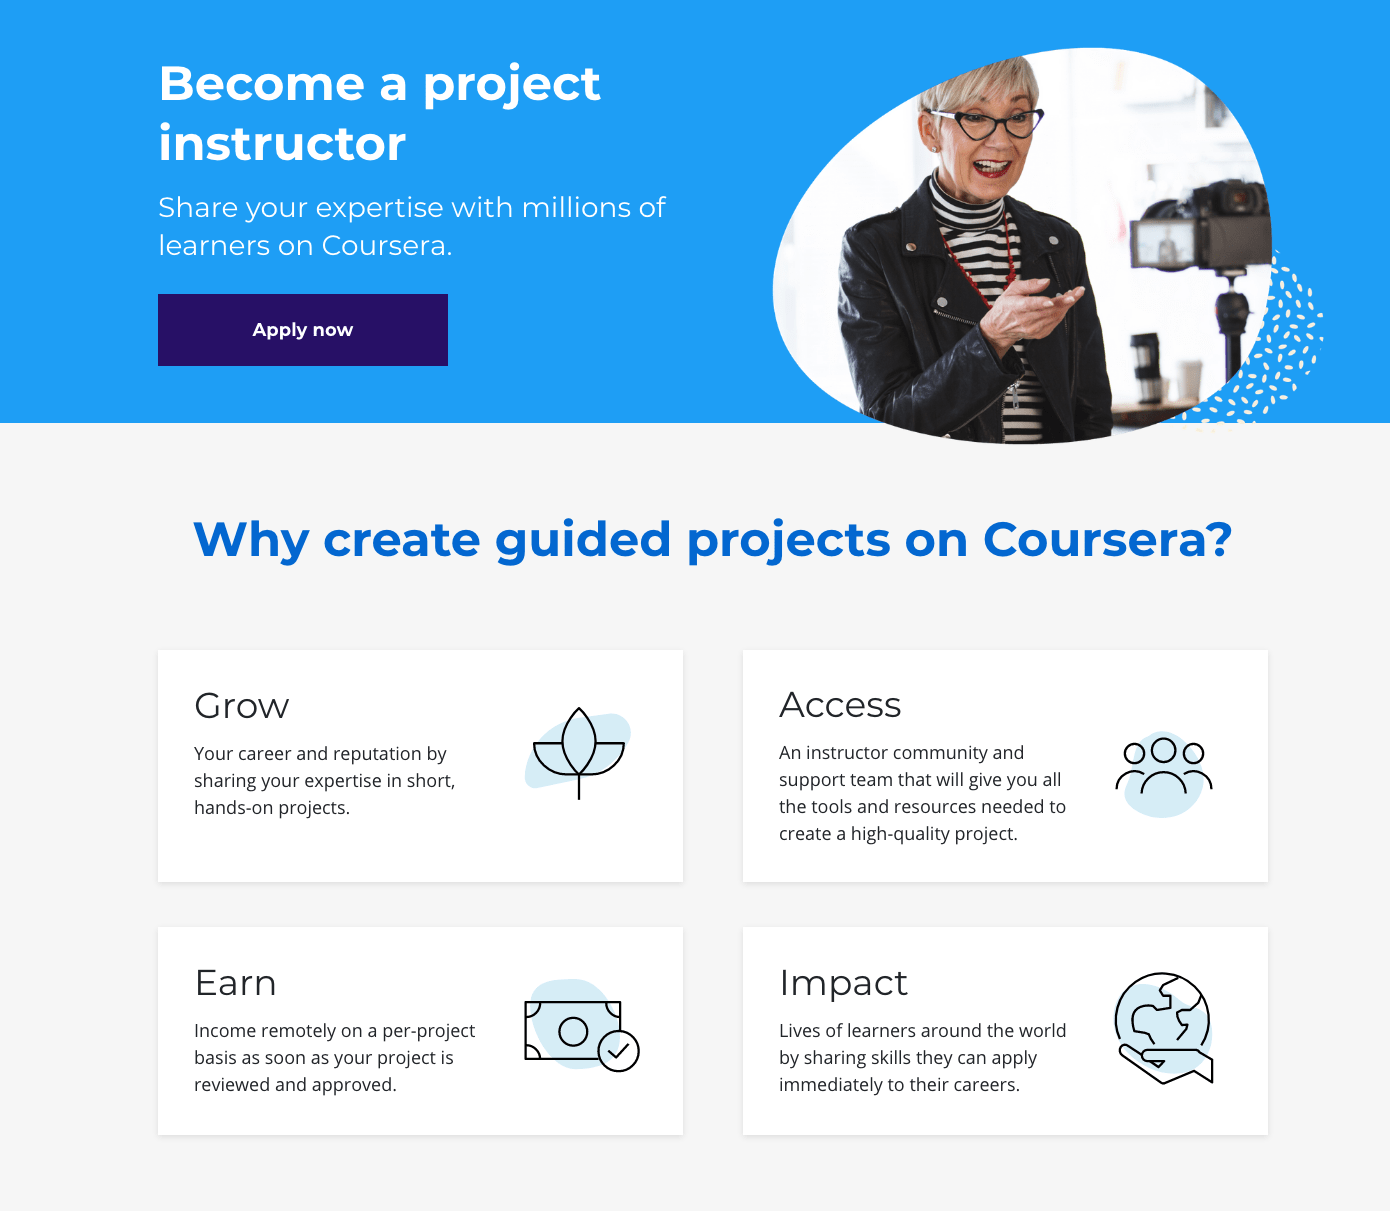 Become a project
instructor
Share your expertise with millions of
learners on Coursera.
Apply now
Why create guided projects on Coursera?
Grow
Your career and reputation by
sharing your expertise in short,
hands-on projects.
Access
An instructor community and
support team that will give you all
the tools and resources needed to
create a high-quality project.
Earn
Income remotely on a per-project
basis as soon as your project is
reviewed and approved.
Impact
Lives of learners around the world
by sharing skills they can apply
immediately to their careers.